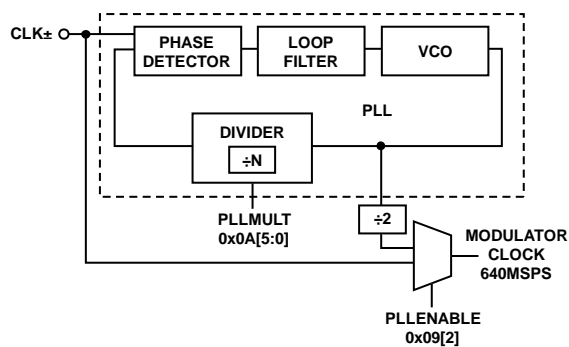 CLK±
PHASE
DETECTOR
LOOP
FILTER
VCO
PLL
DIVIDER
÷N
PLLMULT
0x0A[5:0]
÷2
MODULATOR
CLOCK
640MSPS
PLLENABLE
0x09[2]